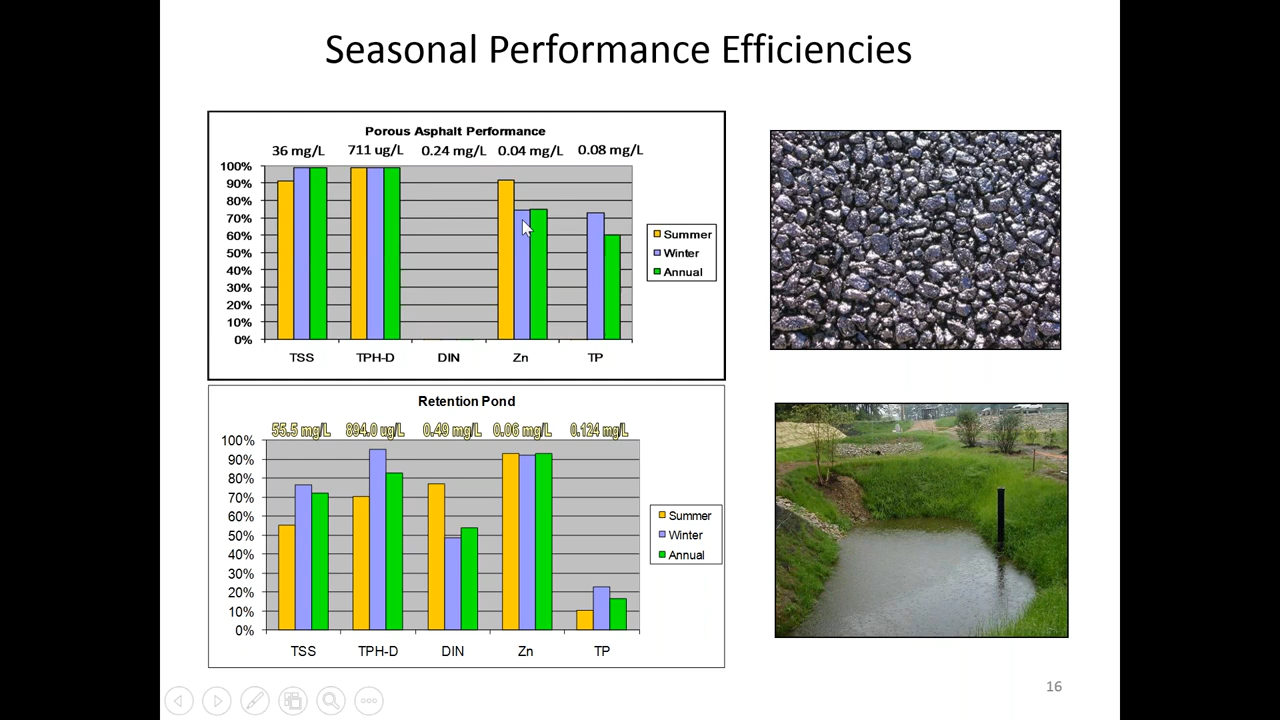 Seasonal Performance Efficiencies
Porous Asphalt Performance
36 mg/L 711 ug/L 0.24 mg/L 0.04 mg/L 0.08 mg/L
100%
90%
80%
70%
60%
50%
40%
30%
20%
10%
0%
TSS TPH-D DIN Zn TP
Summer
Winter
Annual
Retention Pond
55.5 mg/L 894.0 ug/L 0.49 mg/L 0.06 mg/L 0.124 mg/L
100%
90%
80%
70%
60%
50%
40%
30%
20%
10%
0%
TSS TPH-D DIN Zn TP
Summer
Winter
Annual
16